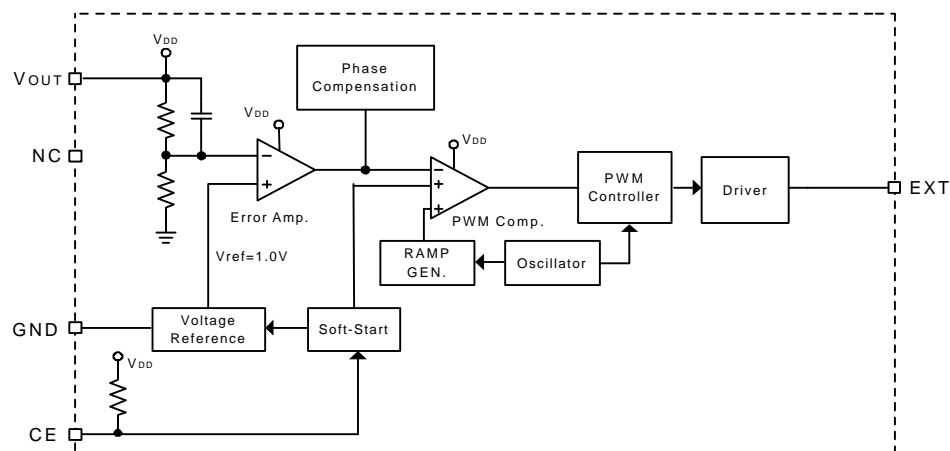 VDD
VOUT
Phase
Compensation
VDD
NC
VDD
−
+
−
+
+
PWM
Controller
Driver
EXT
Error Amp.
PWM Comp.
Vref=1.0V
RAMP
GEN.
Oscillator
GND
Voltage
Reference
Soft-Start
VDD
CE